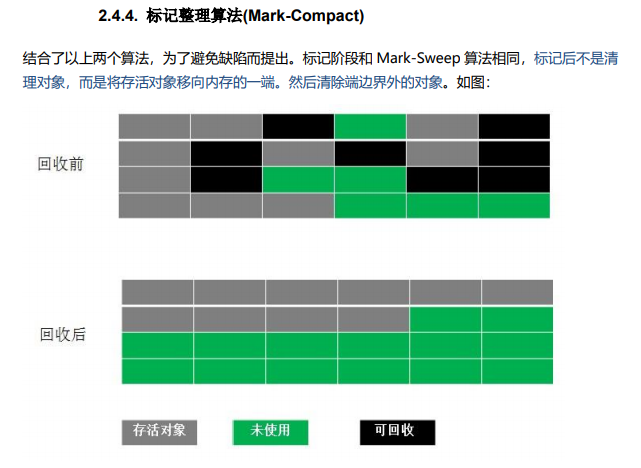 2.4.4. 标记整理算法(Mark-Compact)
结合了以上两个算法，为了避免缺陷而提出。标记阶段和 Mark-Sweep 算法相同，标记后不是清
理对象，而是将存活对象移向内存的一端。然后清除端边界外的对象。如图：
回收前
回收后
存活对象 未使用 可回收